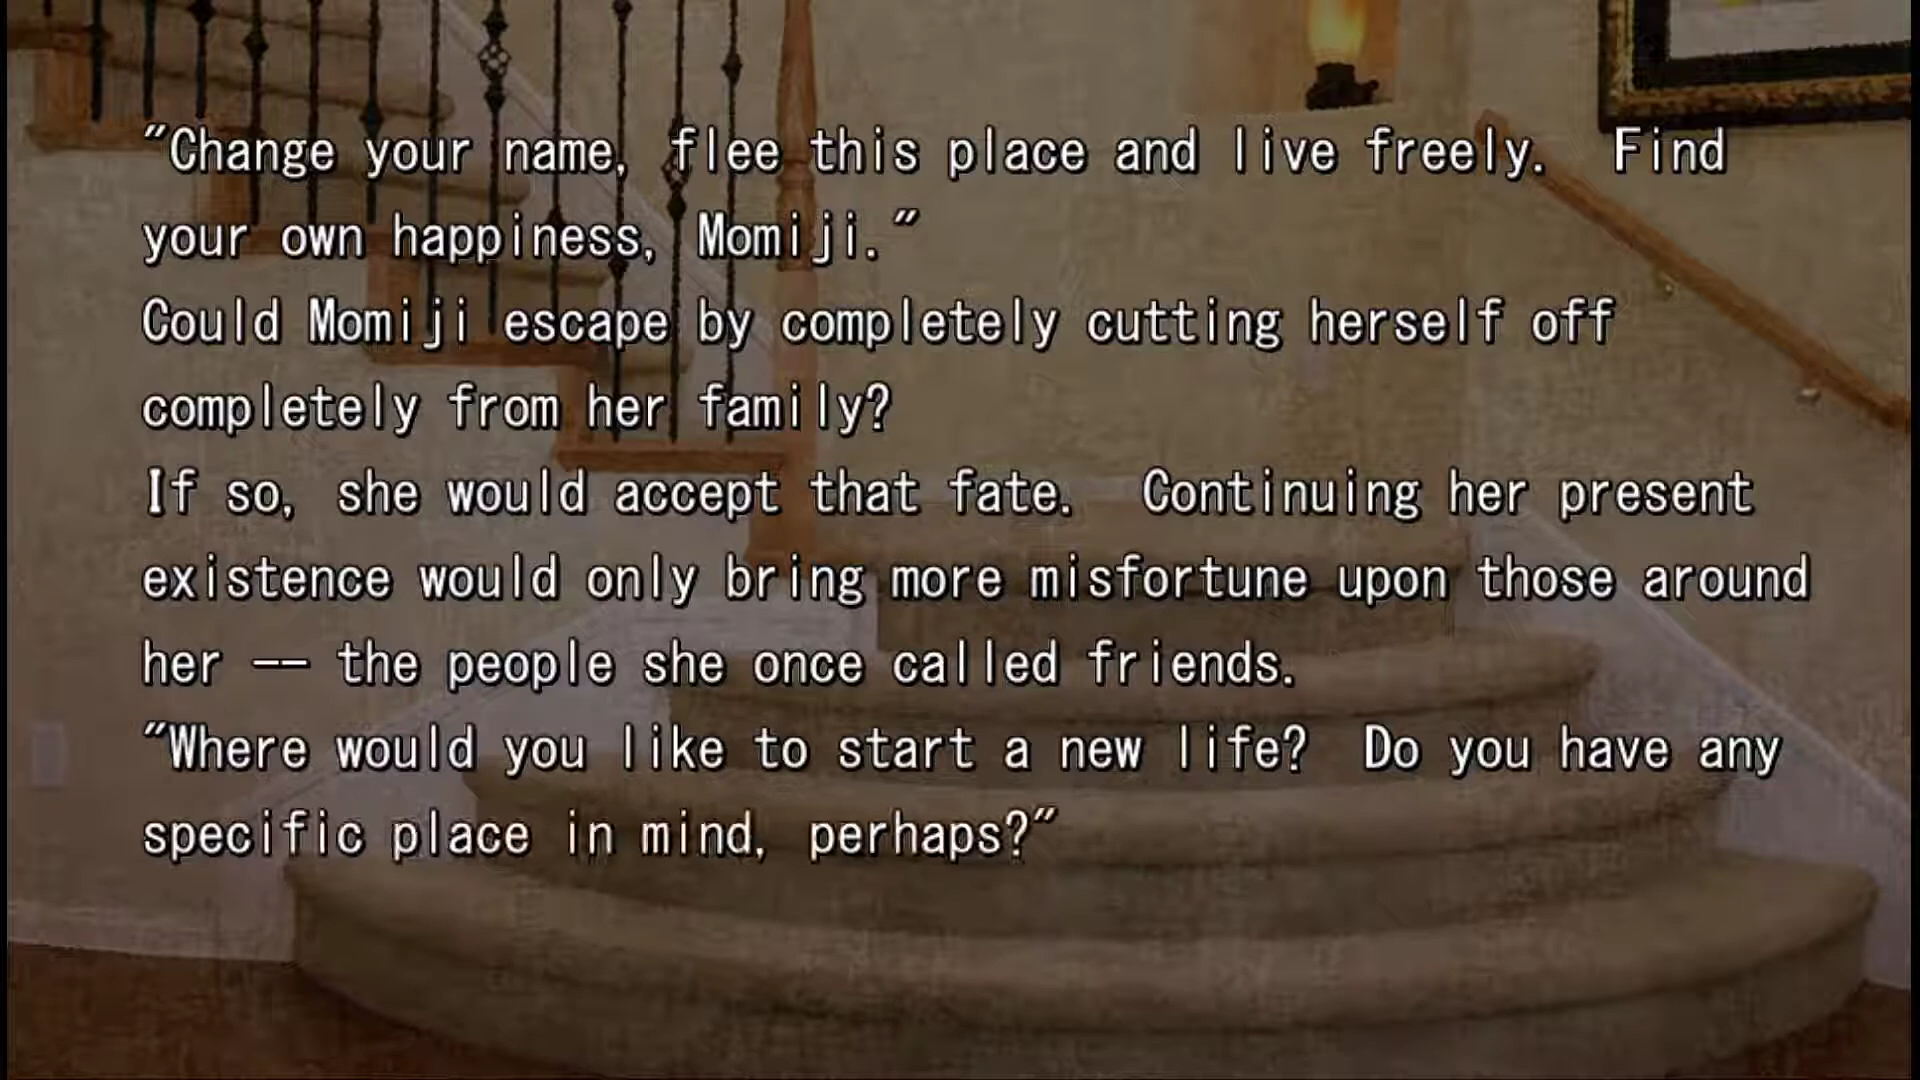 "Change your name, flee this place and live freely.  Find
your own happiness, Momiji."
Could Momiji escape by completely cutting herself off
completely from her family?
If so, she would accept that fate.  Continuing her present
existence would only bring more misfortune upon those around
her -- the people she once called friends.
"Where would you like to start a new life?  Do you have any
specific place in mind, perhaps?"